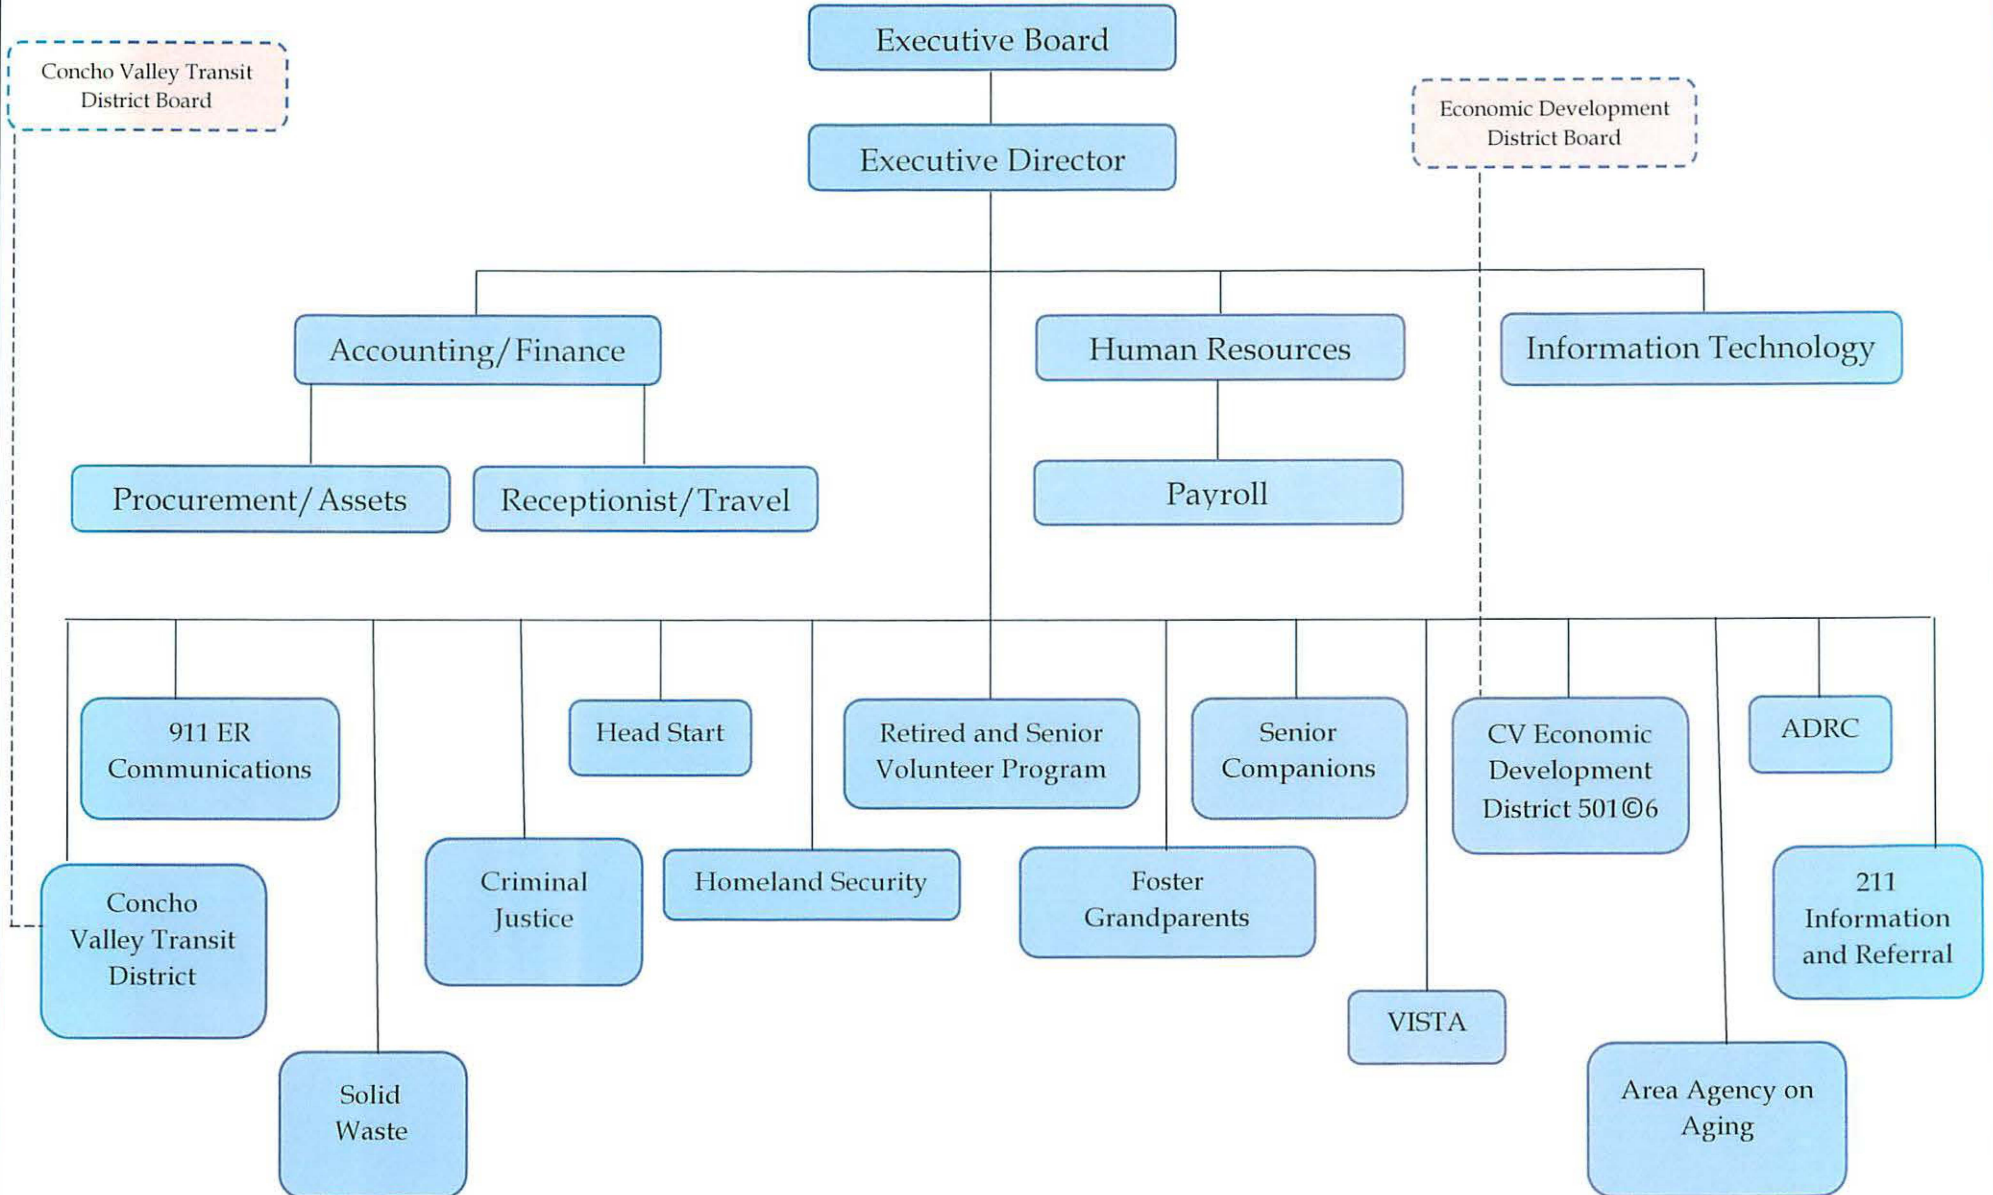 Executive Board
Concho Valley Transit
District Board
Economic Development
District Board
Executive Director
Accounting/Finance
Human Resources
Information Technology
Procurement/Assets
Receptionist/Travel
Payroll
911 ER
Communications
Head Start
Retired and Senior
Volunteer Program
Senior
Companions
CV Economic
Development
District 501©6
ADRC
Concho
Valley Transit
District
Criminal
Justice
Homeland Security
Foster
Grandparents
211
Information
and Referral
VISTA
Solid
Waste
Area Agency on
Aging